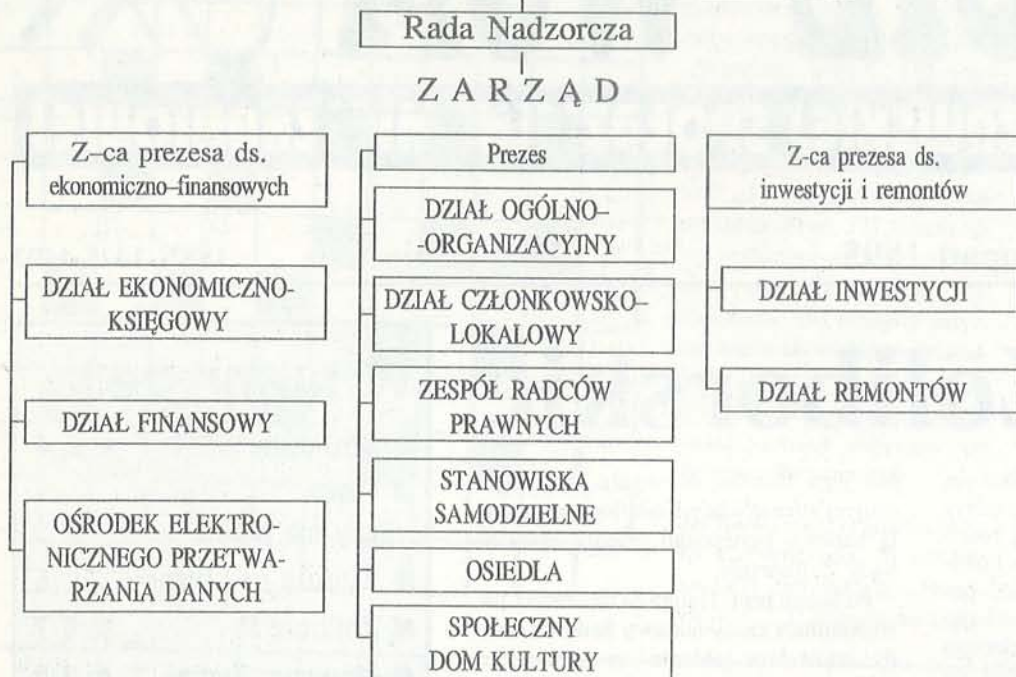 Rada Nadzorcza
ZARZĄD
Z–ca prezesa ds.
ekonomiczno–finansowych
DZIAŁ EKONOMICZNO-
KSIĘGOWY
DZIAŁ FINANSOWY
OŚRODEK ELEKTRO-
NICZNEGO PRZETWA-
RZANIA DANYCH
Prezes
DZIAŁ OGÓLNO–
-ORGANIZACYJNY
DZIAŁ CZŁONKOWSKO–
LOKALOWY
ZESPÓŁ RADCÓW
PRAWNYCH
STANOWISKA
SAMODZIELNE
OSIEDLA
SPOŁECZNY
DOM KULTURY
Z-ca prezesa ds.
inwestycji i remontów
DZIAŁ INWESTYCJI
DZIAŁ REMONTÓW